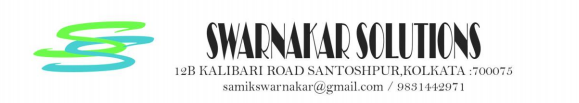 SWARNAKAR SOLUTIONS
12B KALIBARI ROAD SANTOSHPUR,KOLKATA :700075
samikswarnakar@gmail.com / 9831442971